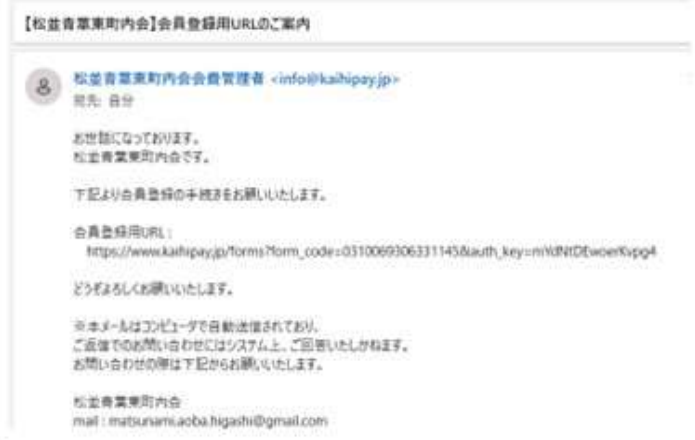 【松並青葉東町内会】会員登録用URLのご案内
松並青葉東町内会会費管理者 <info@kaihipay.jp>
宛先: 自分
お世話になっております。
松並青葉東町内会です。
下記より会員登録の手続きをお願いいたします。
会員登録用URL:
https://www.kaihipay.jp/forms?form_code=0310069306331145&auth_key=
どうぞよろしくお願いいたします。
※本メールはコンピュータで自動送信されており、
ご返信でのお問い合わせにはシステム上、ご回答いたしかねます。
お問い合わせの際は下記からお願いいたします。
松並青葉東町内会
mail : matsunami.aoba.higashi@gmail.com